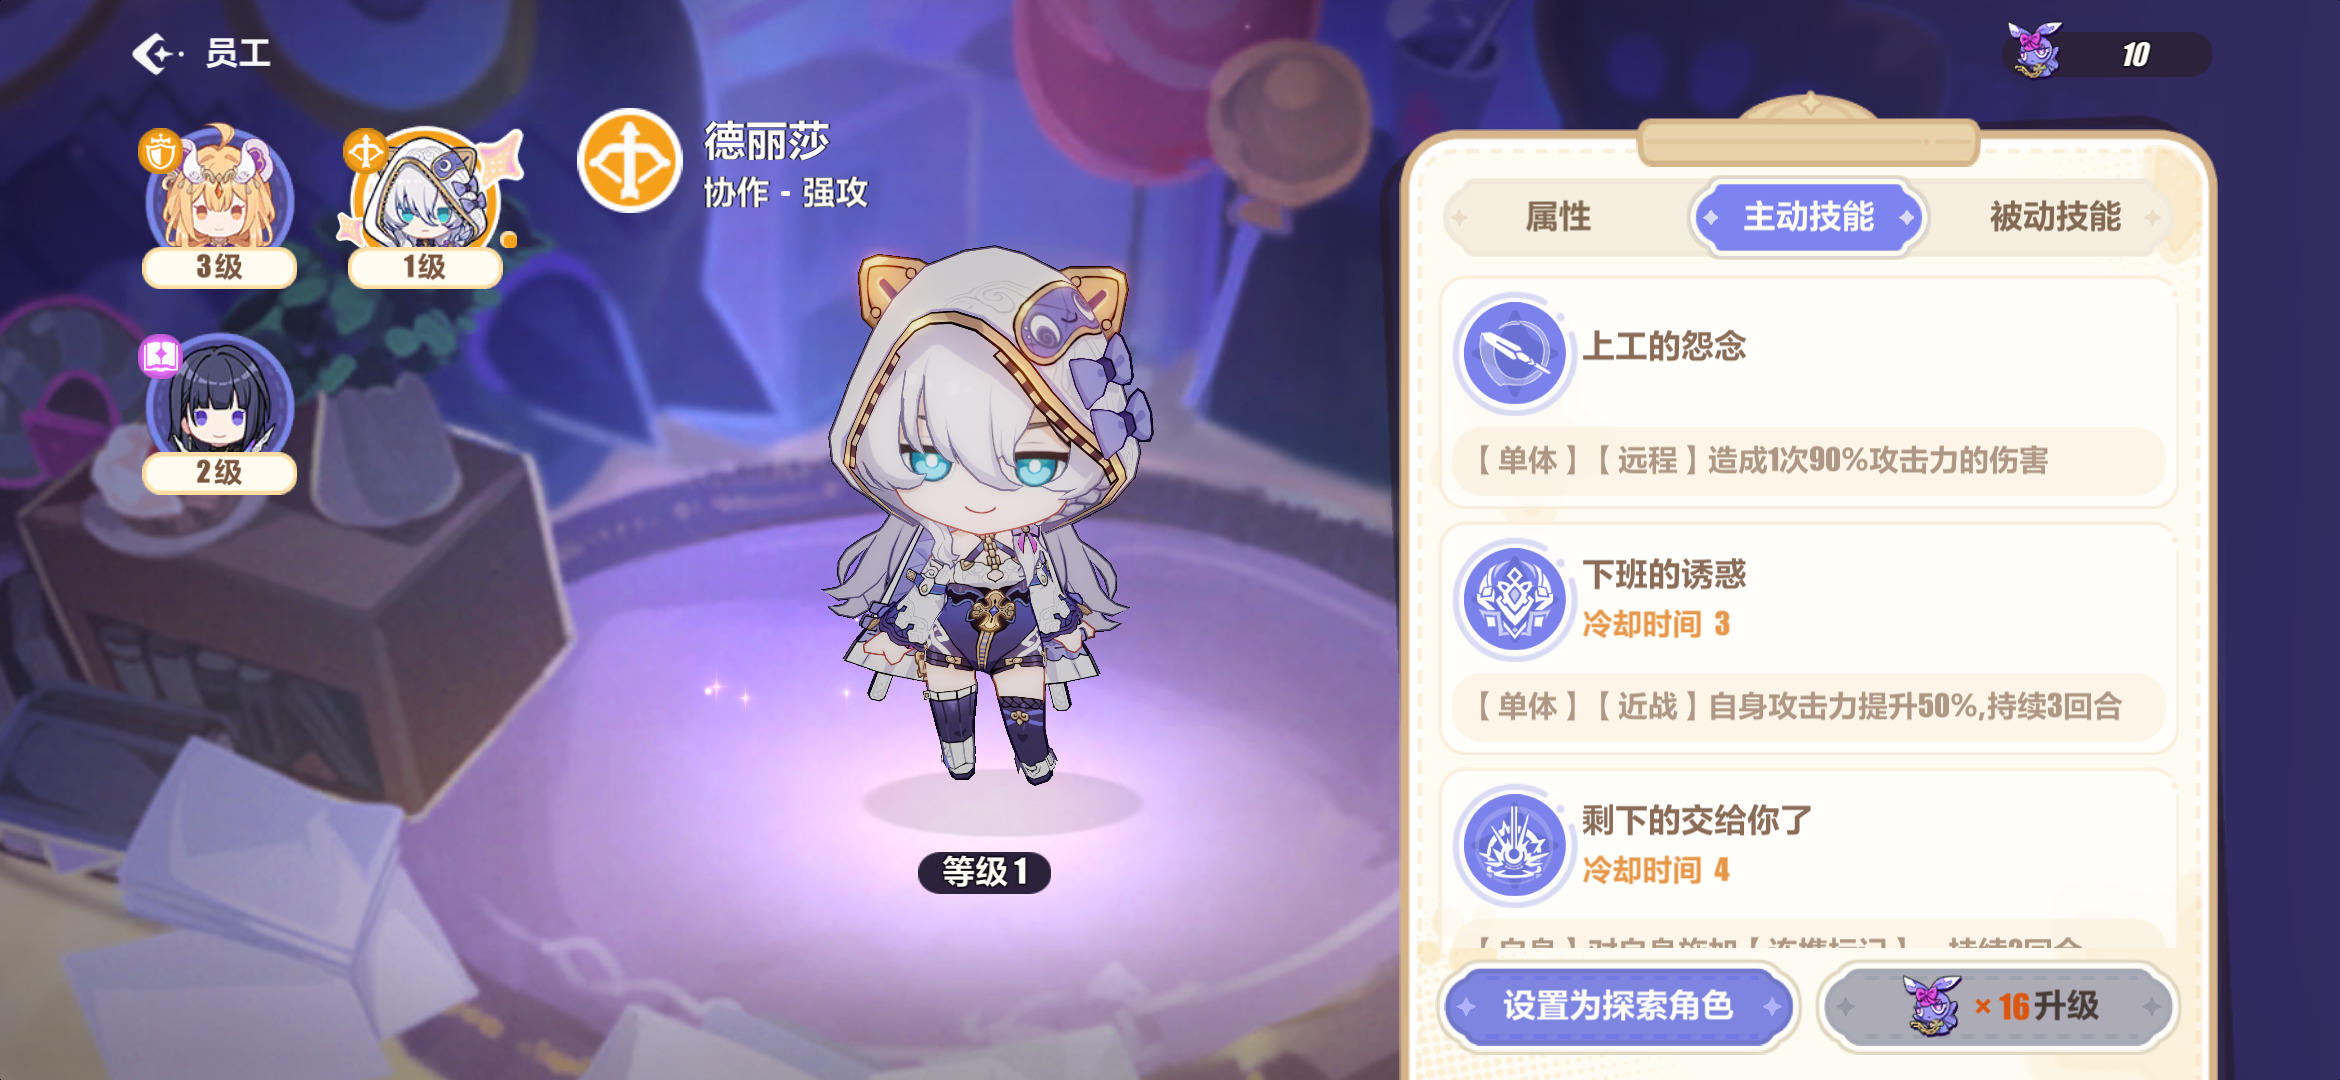 员工
10
3级
1级
2级
德丽莎
协作 - 强攻
等级1
属性
主动技能
被动技能
上工的怨念
【单体】【远程】造成1次90%攻击力的伤害
下班的诱惑
冷却时间 3
【单体】【近战】自身攻击力提升50%,持续3回合
剩下的交给你了
冷却时间 4
设置为探索角色
×16升级